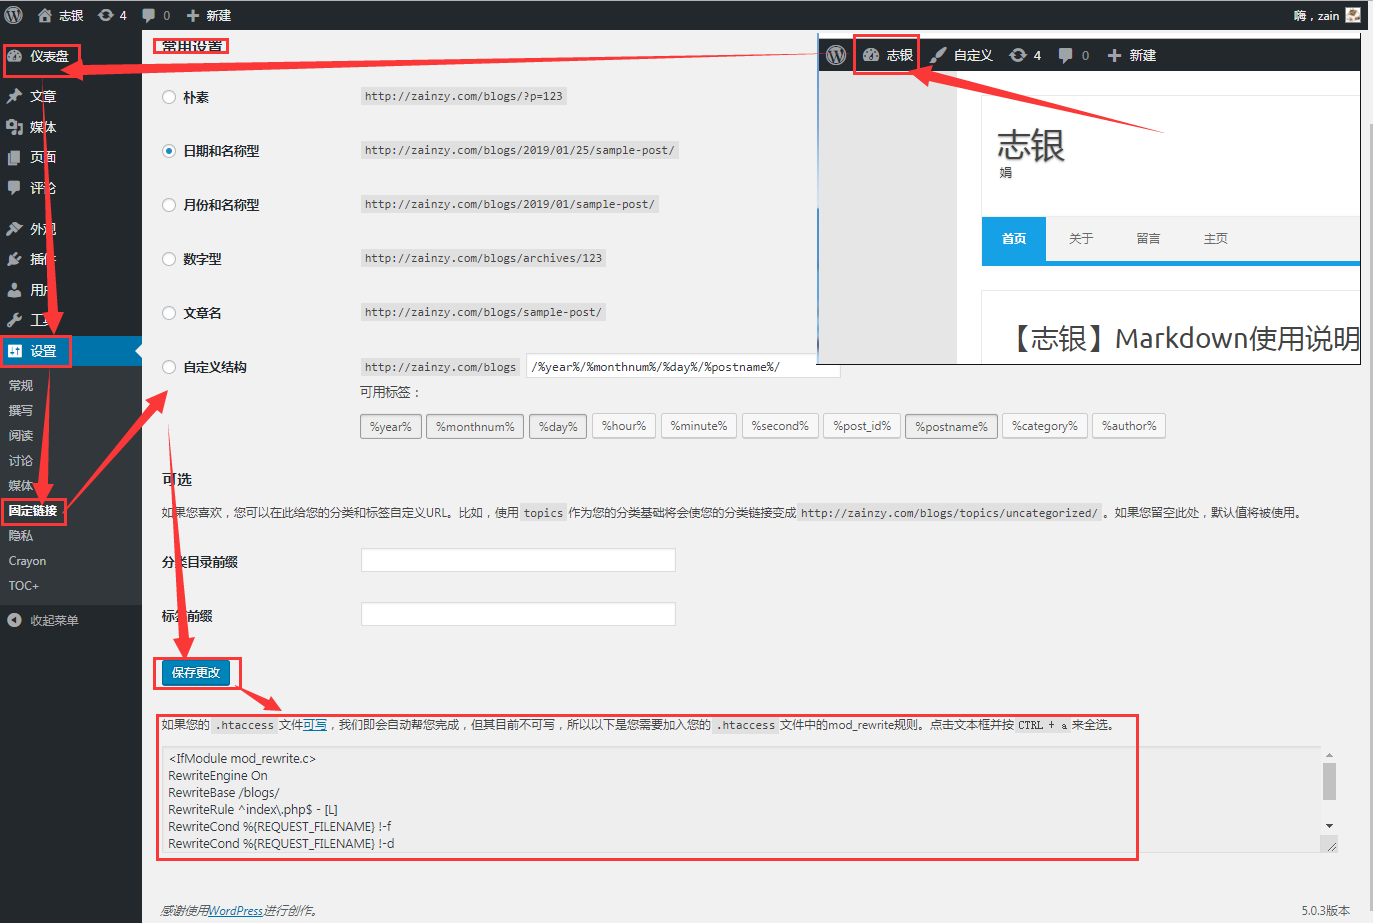 志银 4 0 新建 嗨，zain
仪表盘
文章
媒体
页面
评论
外观
插件
用户
工具
设置
常规
撰写
阅读
讨论
媒体
固定链接
隐私
Crayon
TOC+
收起菜单
常用设置
朴素 http://zainzy.com/blogs/?p=123
日期和名称型 http://zainzy.com/blogs/2019/01/25/sample-post/
月份和名称型 http://zainzy.com/blogs/2019/01/sample-post/
数字型 http://zainzy.com/blogs/archives/123
文章名 http://zainzy.com/blogs/sample-post/
自定义结构 http://zainzy.com/blogs /%year%/%monthnum%/%day%/%postname%/
可用标签：
%year% %monthnum% %day% %hour% %minute% %second% %post_id% %postname% %category% %author%
志银 自定义 4 0 新建
志银
娟
首页 关于 留言 主页
【志银】Markdown使用说明
可选
如果您喜欢，您可以在此给您的分类和标签自定义URL。比如，使用 topics 作为您的分类基础将会使您的分类链接变成 http://zainzy.com/blogs/topics/uncategorized/ 。如果您留空此处，默认值将被使用。
分类目录前缀
标签前缀
保存更改
如果您的 .htaccess 文件可写，我们即会自动帮您完成，但其目前不可写，所以以下是您需要加入您的 .htaccess 文件中的mod_rewrite规则。点击文本框并按 CTRL + a 来全选。
<IfModule mod_rewrite.c>
RewriteEngine On
RewriteBase /blogs/
RewriteRule ^index\.php$ - [L]
RewriteCond %{REQUEST_FILENAME} !-f
RewriteCond %{REQUEST_FILENAME} !-d
感谢使用WordPress进行创作。
5.0.3版本